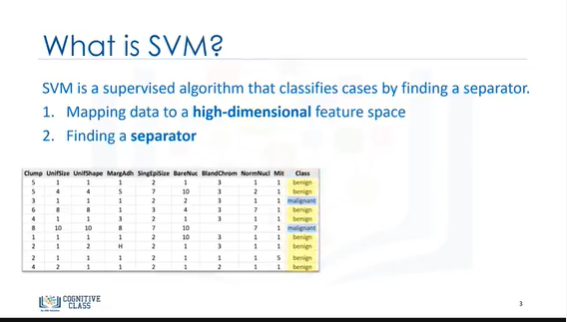 What is SVM?
SVM is a supervised algorithm that classifies cases by finding a separator.
1. Mapping data to a high-dimensional feature space
2. Finding a separator
Clump UnifSize UnifShape MargAdh SingEpiSize BareNuc BlandChrom NormNucl Mit Class
5 1 1 1 2 1 3 1 1 benign
5 4 4 5 7 10 3 2 1 benign
3 1 1 1 2 2 3 1 1 malignant
6 8 8 1 3 4 3 7 1 benign
4 1 1 3 2 1 3 1 1 benign
8 10 10 8 7 10 7 1 malignant
1 1 1 1 2 10 3 1 1 benign
2 1 2 H 2 1 3 1 1 benign
2 1 1 1 2 1 1 1 5 benign
4 2 1 1 2 1 2 1 1 benign
COGNITIVE
CLASS
3